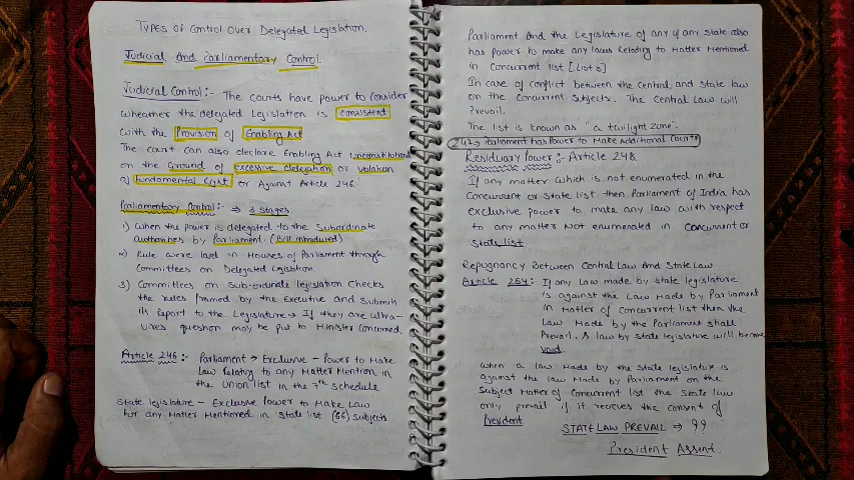 TYPES OF CONTROL OVER DELEGATED LEGISLATION.
JUdicial And Parliamentary Control
JUdicial Control:- The courts have power to consider
wheather the delegated Legislation is consistent
with the Provision of Enabling Act
The court can also declare Enabling Act Unconstitutional
on the Ground of excessive delegation or voilation
of fundamental Right or Against Article 246.
Parliamentary Control:- ⇒ 3 stages.
1) When the power is delegated to the Subordinate
authorities by Parliament (Bill introduced)
2) Rule were laid in Houses of Parliament through
Committees on Delegated Legislation
3) Committees on Sub-ordinate legislation Checks
the rules framed by the Executive and Submit
its report to the Legislature → If they are ultra-
vires question may be put to Minister Concerned.
Article 246:- Parliament > Exclusive - Power to Make
Law Relating to any Matter Mention in
the Union list in the 7th Schedule
State legislature - Exclusive Power to Make Law
for any Matter Mentioned in State list (66) Subjects
Parliament and the Legislature of any of any state also
has power to make any laws Relating to Matter Mentioned
in Concurrent list [List 3]
In case of conflict between the Central and State law
on the Concurrent Subjects. The Central Law will
Prevail.
The list is known as "a twilight Zone".
247→ Parliament has Power to Make Additional Courts
Residuary Power:- Article 248.
If any matter which is not enumerated in the
Concurrent or State list then Parliament of India has
exclusive power to make any law with respect
to any matter Not enumerated in Concurrent or
State list
Repugnancy Between Central Law And State Law
Article 254:- If any Law made by state legislature
is against the Law Made by Parliament
in Matter of Concurrent list then the
Law Made by the Parliament shall
Prevail. & law by state legislature will become
void
when a law Made by the state legislature is
against the law Made by Parliament on the
Subject Matter of Concurrent list the State law
only prevail if it receives the consent of
President
STATE LAW PREVAIL →
President Assent.